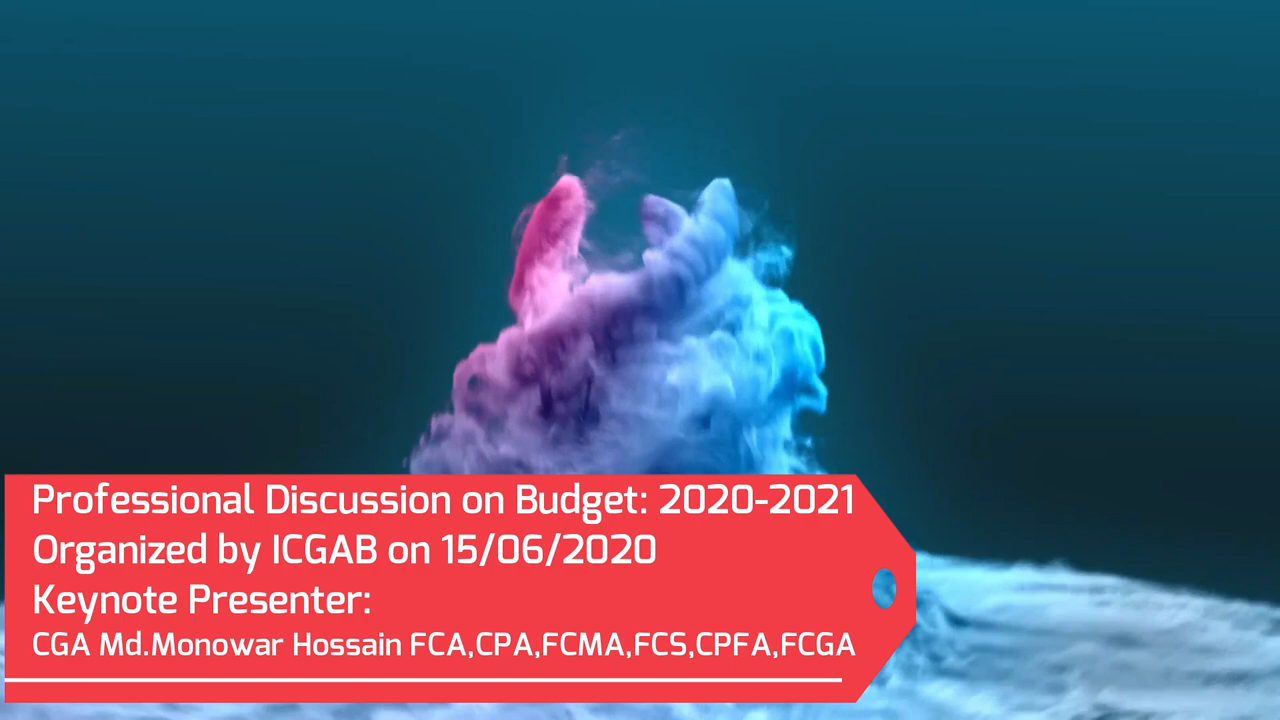 Professional Discussion on Budget: 2020-2021
Organized by ICGAB on 15/06/2020
Keynote Presenter:
CGA Md.Monowar Hossain FCA,CPA,FCMA,FCS,CPFA,FCGA